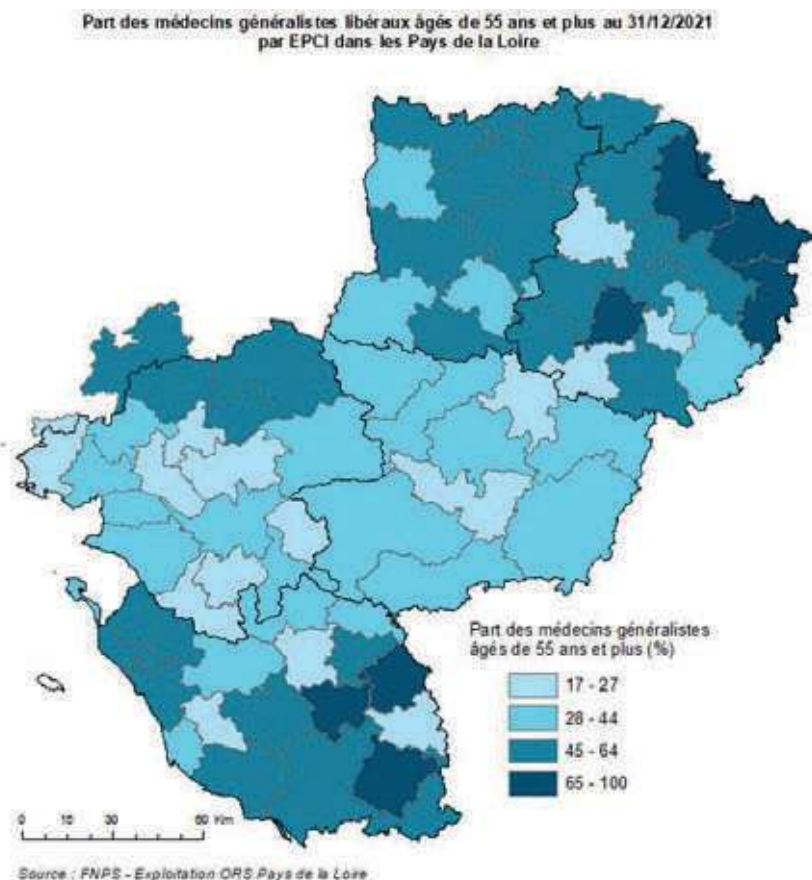 Part des médecins généralistes libéraux âgés de 55 ans et plus au 31/12/2021
par EPCI dans les Pays de la Loire
Part des médecins généralistes
âgés de 55 ans et plus (%)
17 - 27
28 - 44
45 - 64
65 - 100
0 15 30 60 Km
Source : FNPS - Exploitation ORS Pays de la Loire